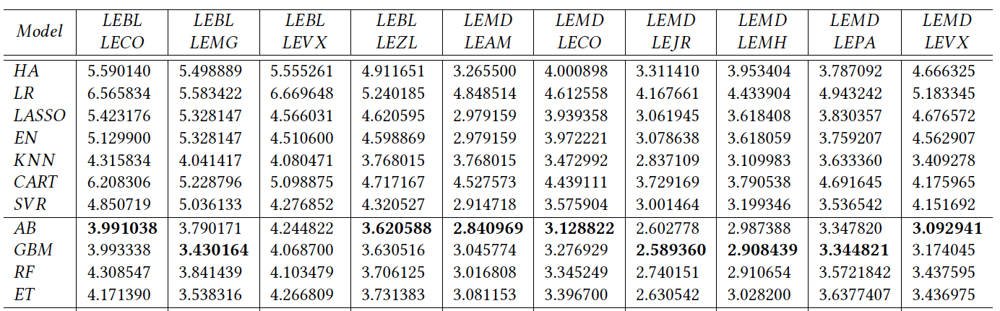 Model LEBL LEBL LEBL LEBL LEMD LEMD LEMD LEMD LEMD LEMD
LECO LEMG LEVX LEZL LEAM LECO LEJR LEMH LEPA LEVX
HA 5.590140 5.498889 5.555261 4.911651 3.265500 4.000898 3.311410 3.953404 3.787092 4.666325
LR 6.565834 5.583422 6.669648 5.240185 4.848514 4.612558 4.167661 4.433904 4.943242 5.183345
LASSO 5.423176 5.328147 4.566031 4.620595 2.979159 3.939358 3.061945 3.618408 3.830357 4.676572
EN 5.129900 5.328147 4.510600 4.598869 2.979159 3.972221 3.078638 3.618059 3.759207 4.562907
KNN 4.315834 4.041417 4.080471 3.768015 3.768015 3.472992 2.837109 3.109983 3.633360 3.409278
CART 6.208306 5.228796 5.098875 4.717167 4.527573 4.439111 3.729169 3.790538 4.691645 4.175965
SVR 4.850719 5.036133 4.276852 4.320527 2.914718 3.575904 3.001464 3.199346 3.536542 4.151692
AB 3.991038 3.790171 4.244822 3.620588 2.840969 3.128822 2.602778 2.987388 3.347820 3.092941
GBM 3.993338 3.430164 4.068700 3.630516 3.045774 3.276929 2.589360 2.908439 3.344821 3.174045
RF 4.308547 3.841439 4.103479 3.706125 3.016808 3.345249 2.740151 2.910654 3.5721842 3.437595
ET 4.171390 3.538316 4.266809 3.731383 3.081153 3.396700 2.630542 3.028200 3.6377407 3.436975